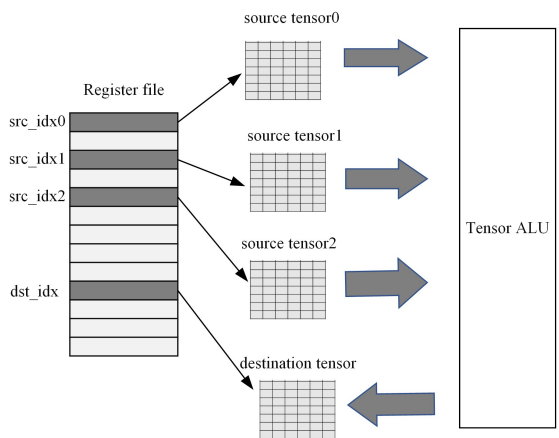 source tensor0
Register file
src_idx0
source tensor1
src_idx1
src_idx2
Tensor ALU
source tensor2
dst_idx
destination tensor